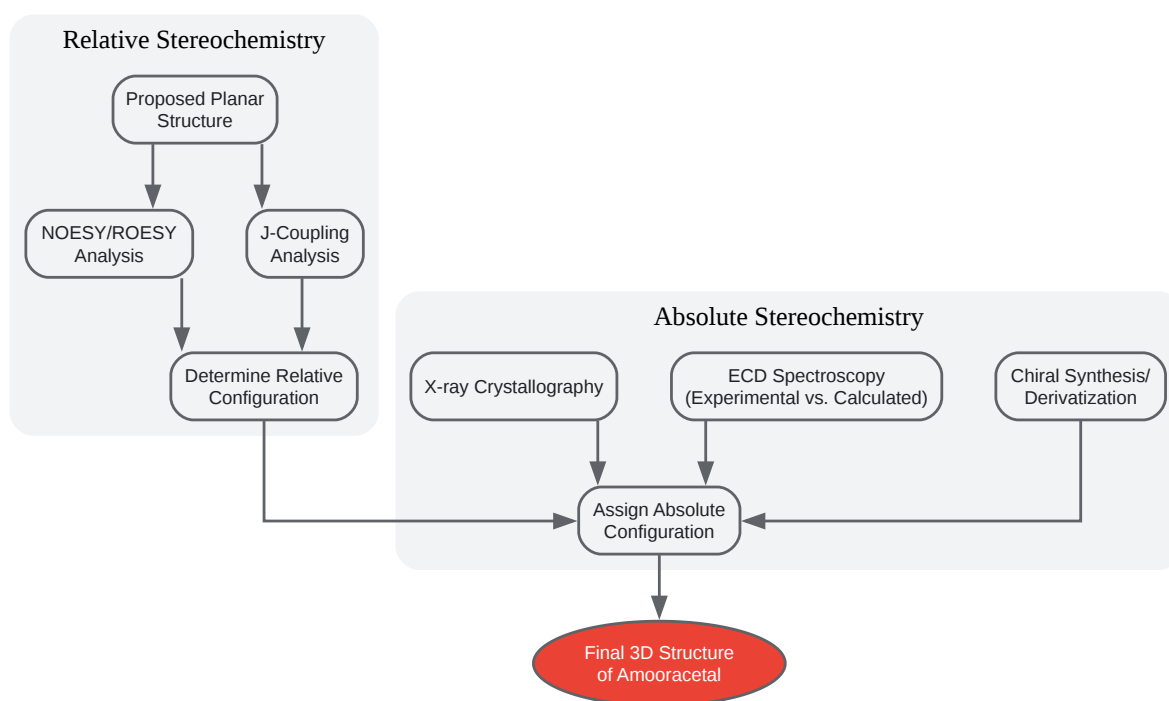 Relative Stereochemistry
Proposed Planar
Structure
NOESY/ROESY
Analysis
J-Coupling
Analysis
Determine Relative
Configuration
Absolute Stereochemistry
X-ray Crystallography
ECD Spectroscopy
(Experimental vs. Calculated)
Chiral Synthesis/
Derivatization
Assign Absolute
Configuration
Final 3D Structure
of Amooracetal